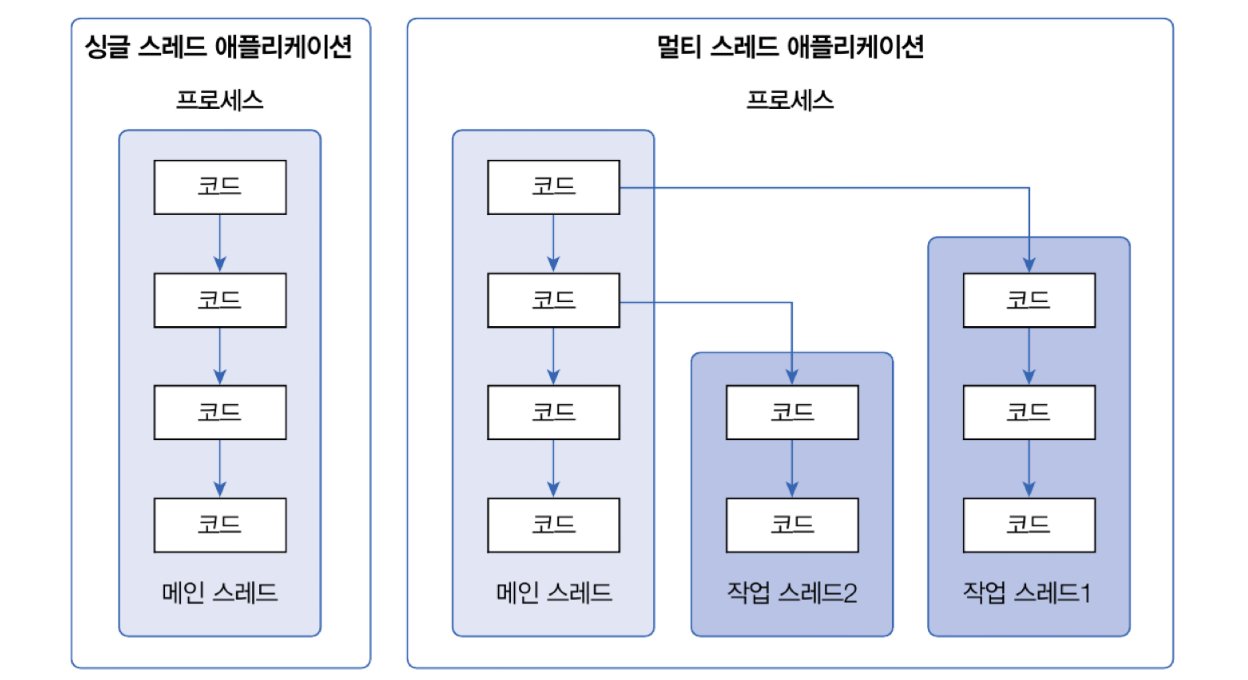 싱글 스레드 애플리케이션
프로세스
코드
코드
코드
코드
메인 스레드
멀티 스레드 애플리케이션
프로세스
코드
코드
코드
코드
메인 스레드
코드
코드
작업 스레드2
코드
코드
코드
작업 스레드1